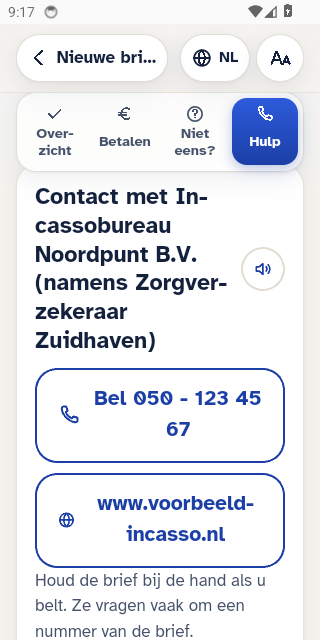 9:17
Nieuwe bri...
NL
AA
Over-
zicht
Betalen
Niet
eens?
Hulp
Contact met In-
cassobureau
Noordpunt B.V.
(namens Zorgver-
zekeraar
Zuidhaven)
Bel 050 - 123 45
67
www.voorbeeld-
incasso.nl
Houd de brief bij de hand als u
belt. Ze vragen vaak om een
nummer van de brief.